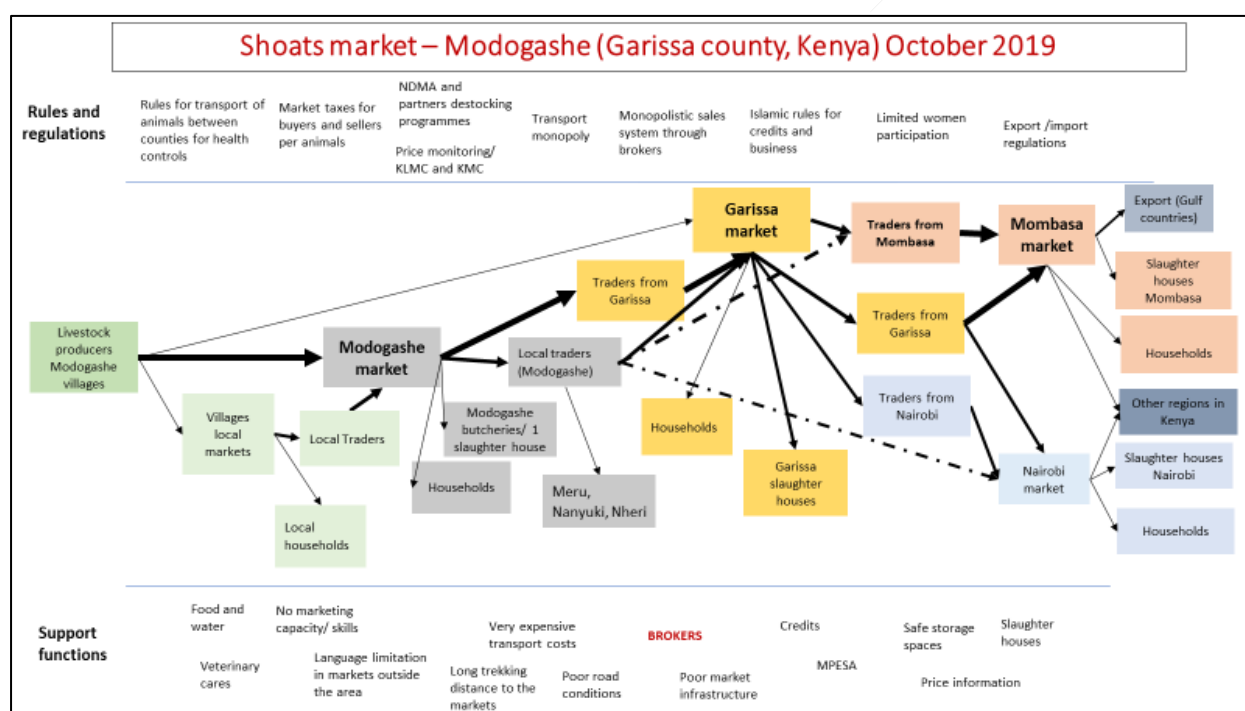 Shoats market – Modogashe (Garissa county, Kenya) October 2019
Rules and
regulations
Rules for transport of
animals between
counties for health
controls
Market taxes for
buyers and sellers
per animals
NDMA and
partners destocking
programmes
Price monitoring/
KLMC and KMC
Transport
monopoly
Monopolistic sales
system through
brokers
Islamic rules for
credits and
business
Limited women
participation
Export /import
regulations
Livestock
producers
Modogashe
villages
Villages
local
markets
Local Traders
Local
households
Modogashe
market
Modogashe
butcheries/ 1
slaughter house
Households
Traders from
Garissa
Local traders
(Modogashe)
Meru,
Nanyuki, Nheri
Garissa
market
Households
Garissa
slaughter
houses
Traders from
Mombasa
Traders from
Garissa
Traders from
Nairobi
Mombasa
market
Nairobi
market
Export (Gulf
countries)
Slaughter
houses
Mombasa
Households
Other regions in
Kenya
Slaughter houses
Nairobi
Households
Support
functions
Food and
water
No marketing
capacity/ skills
Very expensive
transport costs
BROKERS
Credits
Safe storage
spaces
Slaughter
houses
Veterinary
cares
Language limitation
in markets outside
the area
Long trekking
distance to the
markets
Poor road
conditions
Poor market
infrastructure
MPESA
Price information